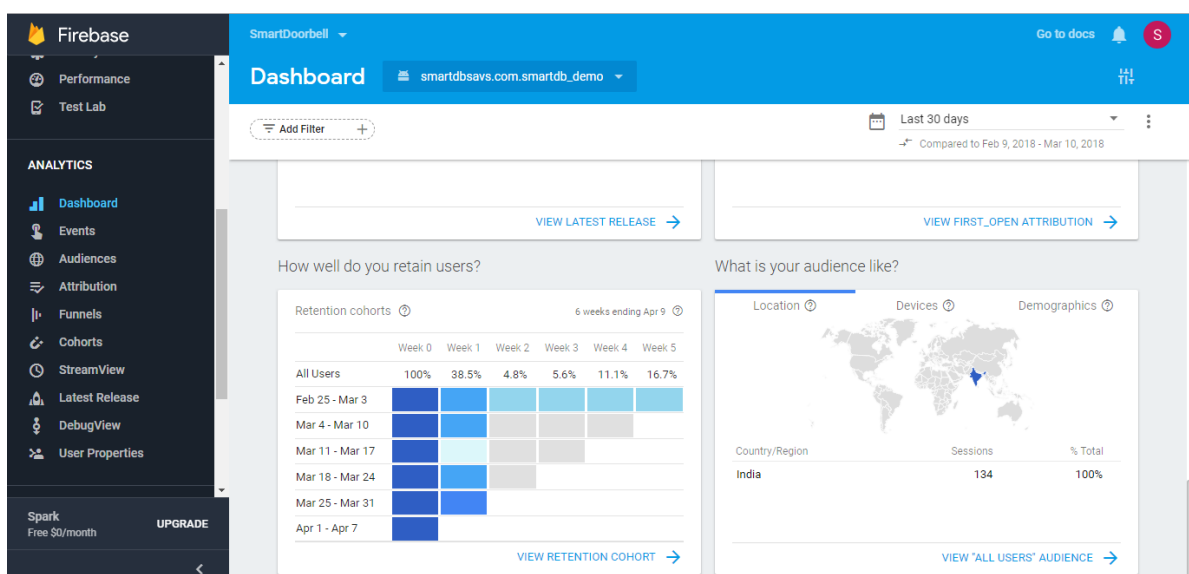 Firebase
SmartDoorbell
Go to docs
S
Dashboard
smartdbsavs.com.smartdb_demo
Performance
Test Lab
Add Filter
Last 30 days
Compared to Feb 9, 2018 - Mar 10, 2018
ANALYTICS
Dashboard
Events
Audiences
Attribution
Funnels
Cohorts
StreamView
Latest Release
DebugView
User Properties
Spark
Free $0/month
UPGRADE
VIEW LATEST RELEASE
VIEW FIRST_OPEN ATTRIBUTION
How well do you retain users?
Retention cohorts
6 weeks ending Apr 9
Week 0 Week 1 Week 2 Week 3 Week 4 Week 5
All Users 100% 38.5% 4.8% 5.6% 11.1% 16.7%
Feb 25 - Mar 3
Mar 4 - Mar 10
Mar 11 - Mar 17
Mar 18 - Mar 24
Mar 25 - Mar 31
Apr 1 - Apr 7
VIEW RETENTION COHORT
What is your audience like?
Location Devices Demographics
Country/Region Sessions % Total
India 134 100%
VIEW "ALL USERS" AUDIENCE